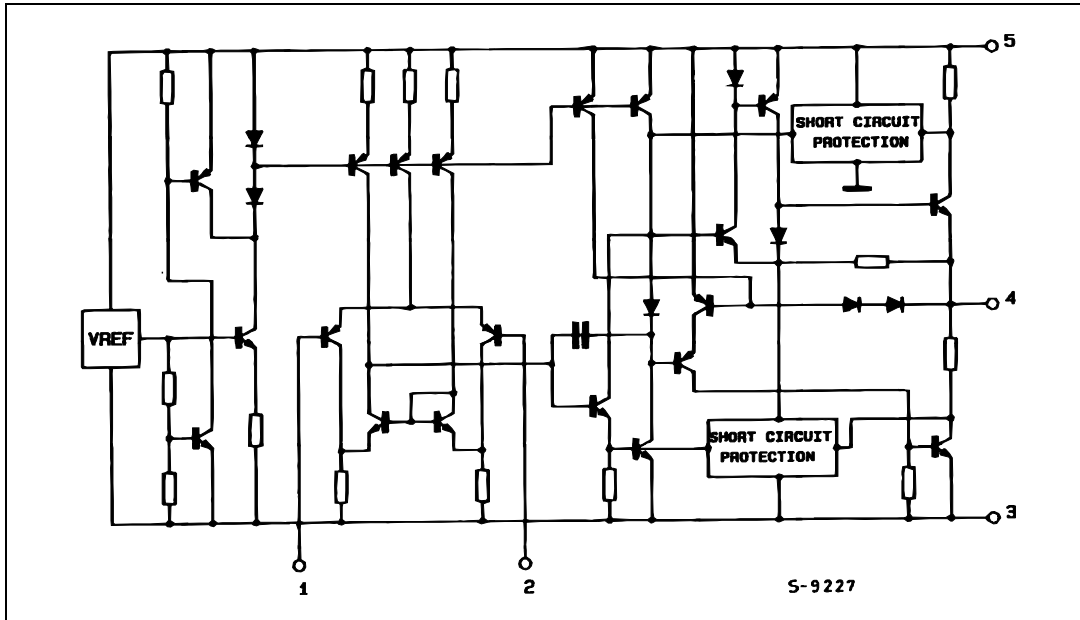 5
SHORT CIRCUIT
PROTECTION
4
VREF
SHORT CIRCUIT
PROTECTION
3
1
2
S-9227